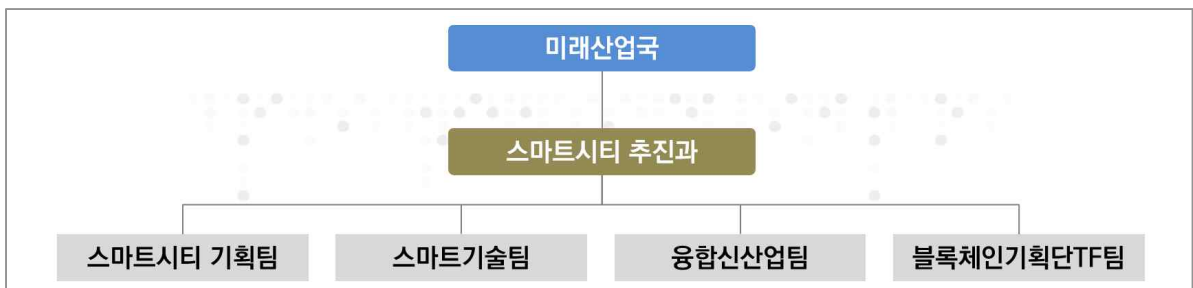 미래산업국
스마트시티 추진과
스마트시티 기획팀
스마트기술팀
융합신산업팀
블록체인기획단TF팀